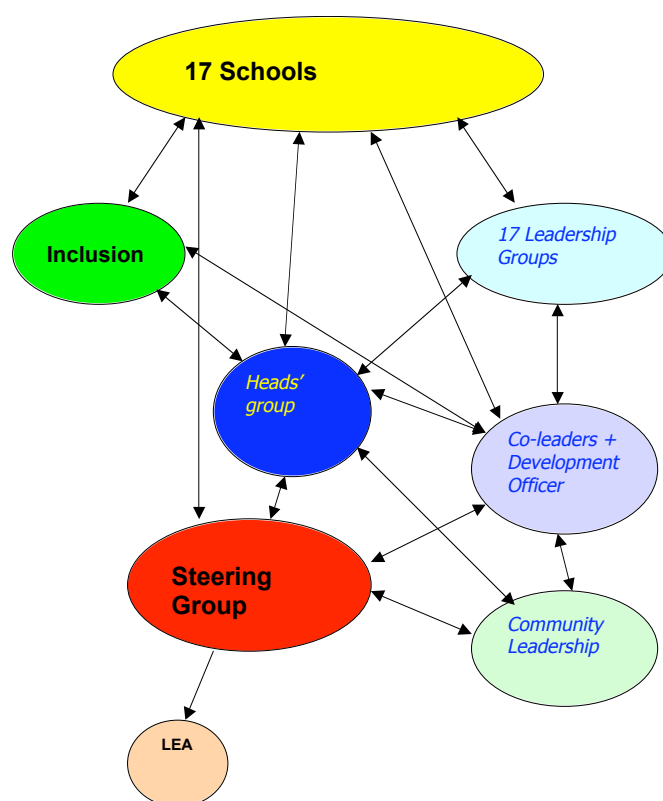 17 Schools
Inclusion
17 Leadership
Groups
Heads’
group
Co-leaders +
Development
Officer
Steering
Group
Community
Leadership
LEA